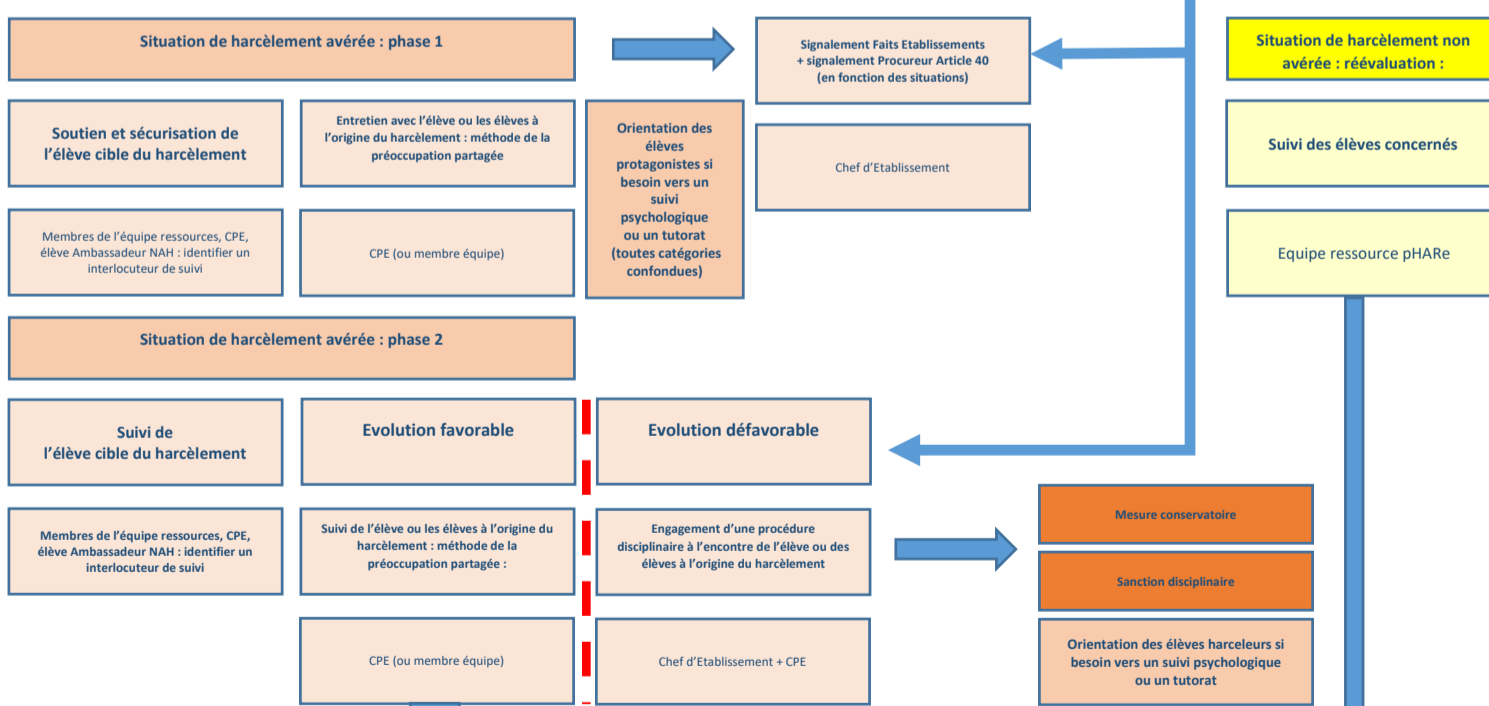 Situation de harcèlement avérée : phase 1
Signalement Faits Etablissements
+ signalement Procureur Article 40
(en fonction des situations)
Situation de harcèlement non
avérée : réévaluation :
Soutien et sécurisation de
l’élève cible du harcèlement
Entretien avec l’élève ou les élèves à
l’origine du harcèlement : méthode de la
préoccupation partagée
Orientation des
élèves
protagonistes si
besoin vers un
suivi
psychologique
ou un tutorat
(toutes catégories
confondues)
Chef d’Etablissement
Suivi des élèves concernés
Membres de l’équipe ressources, CPE,
élève Ambassadeur NAH : identifier un
interlocuteur de suivi
CPE (ou membre équipe)
Equipe ressource pHARe
Situation de harcèlement avérée : phase 2
Suivi de
l’élève cible du harcèlement
Evolution favorable
Evolution défavorable
Membres de l’équipe ressources, CPE,
élève Ambassadeur NAH : identifier un
interlocuteur de suivi
Suivi de l’élève ou les élèves à l’origine du
harcèlement : méthode de la
préoccupation partagée :
Engagement d’une procédure
disciplinaire à l’encontre de l’élève ou des
élèves à l’origine du harcèlement
Mesure conservatoire
Sanction disciplinaire
CPE (ou membre équipe)
Chef d’Etablissement + CPE
Orientation des élèves harceleurs si
besoin vers un suivi psychologique
ou un tutorat